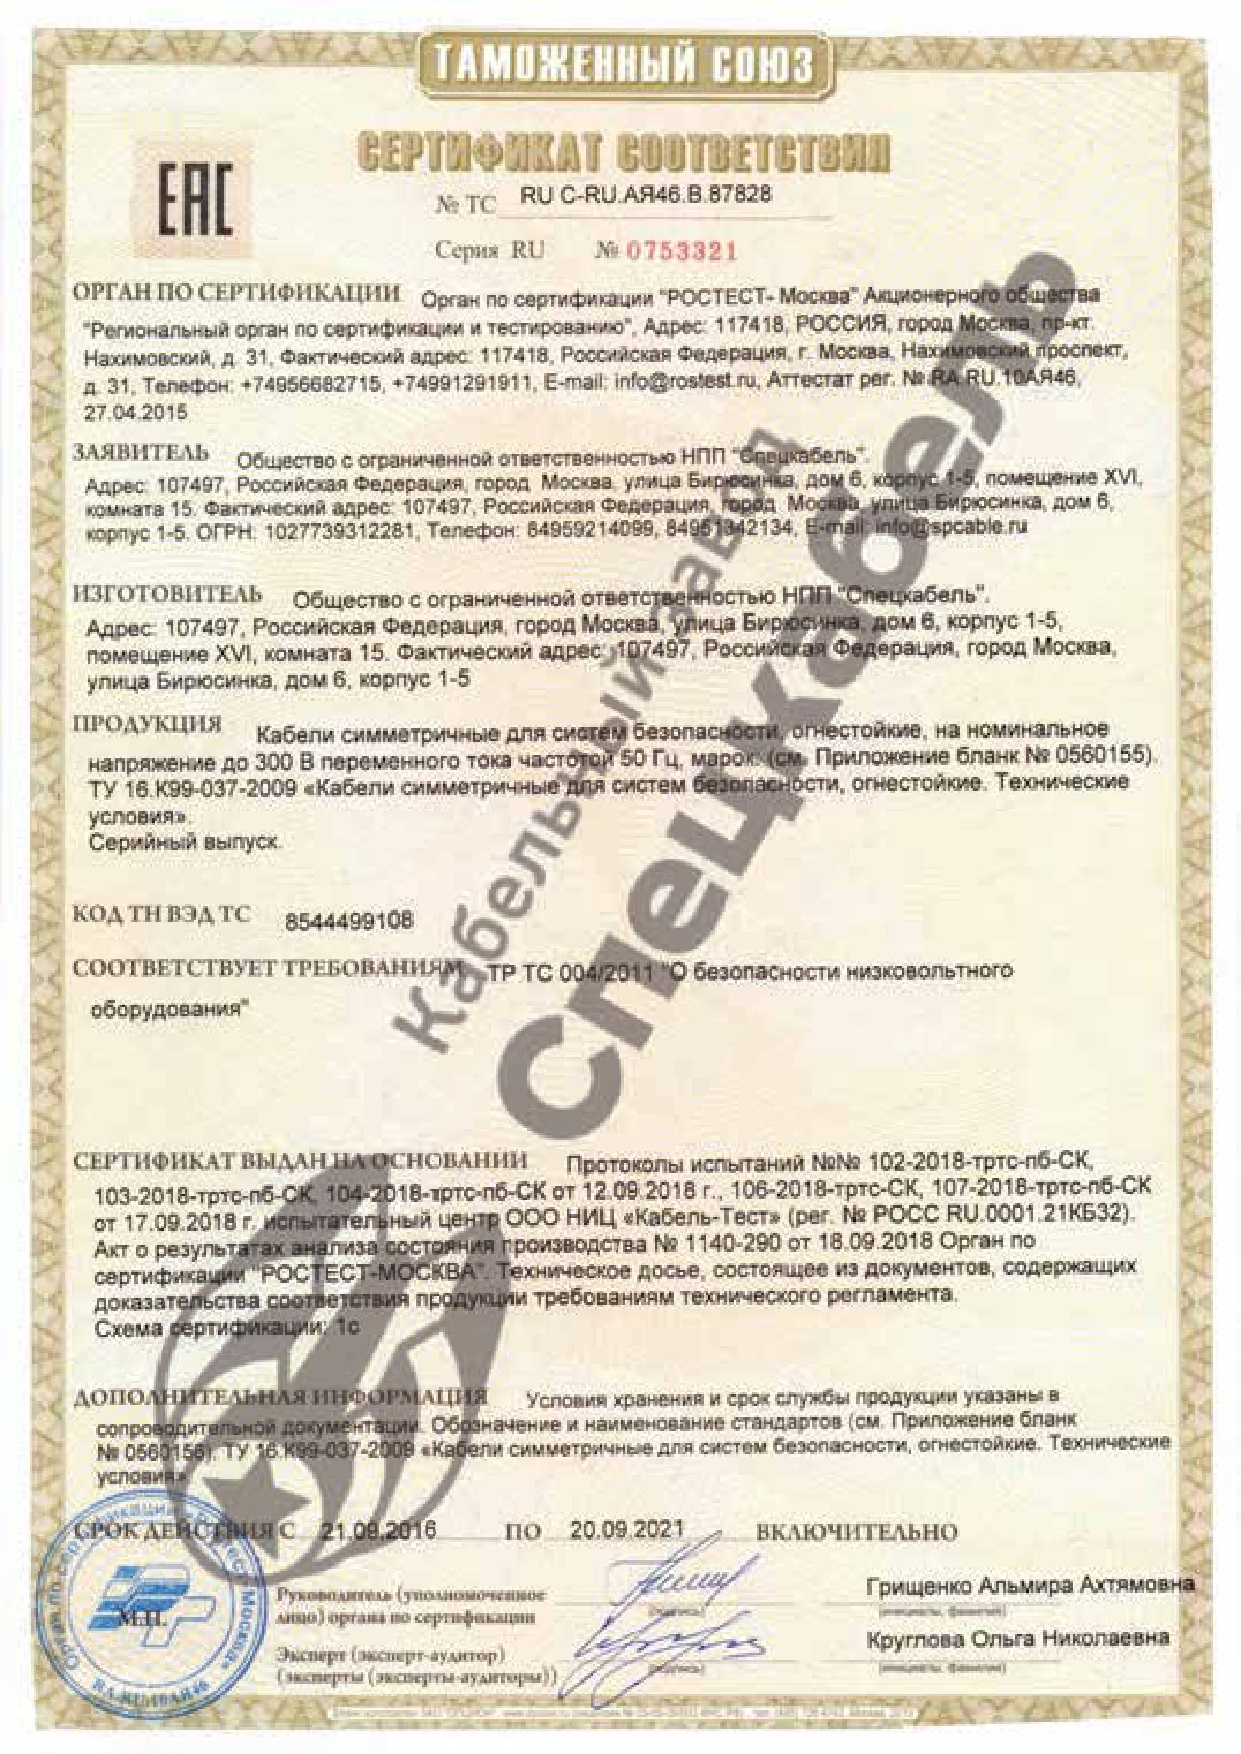 ТАМОЖЕННЫЙ СОЮЗ
СЕРТИФИКАТ СООТВЕТСТВИЯ
ЕАС
№ ТС RU C-RU.АЯ46.В.87828
Серия RU № 0753321
ОРГАН ПО СЕРТИФИКАЦИИ Орган по сертификации "РОСТЕСТ- Москва" Акционерного общества
"Региональный орган по сертификации и тестированию", Адрес: 117418, РОССИЯ, город Москва, пр-кт.
Нахимовский, д. 31, Фактический адрес: 117418, Российская Федерация, г. Москва, Нахимовский проспект,
д. 31, Телефон: +74956682715, +74991291911, E-mail: info@rostest.ru, Аттестат рег. № RA.RU.10АЯ46,
27.04.2015
ЗАЯВИТЕЛЬ Общество с ограниченной ответственностью НПП "Спецкабель".
Адрес: 107497, Российская Федерация, город Москва, улица Бирюсинка, дом 6, корпус 1-5, помещение XVI,
комната 15. Фактический адрес: 107497, Российская Федерация, город Москва, улица Бирюсинка, дом 6,
корпус 1-5. ОГРН: 1027739312281, Телефон: 84959214099, 84951342134, E-mail: info@spcable.ru
ИЗГОТОВИТЕЛЬ Общество с ограниченной ответственностью НПП "Спецкабель".
Адрес: 107497, Российская Федерация, город Москва, улица Бирюсинка, дом 6, корпус 1-5,
помещение XVI, комната 15. Фактический адрес: 107497, Российская Федерация, город Москва,
улица Бирюсинка, дом 6, корпус 1-5
ПРОДУКЦИЯ Кабели симметричные для систем безопасности, огнестойкие, на номинальное
напряжение до 300 В переменного тока частотой 50 Гц, марок: (см. Приложение бланк № 0560155).
ТУ 16.К99-037-2009 «Кабели симметричные для систем безопасности, огнестойкие. Технические
условия».
Серийный выпуск.
КОД ТН ВЭД ТС 8544499108
СООТВЕТСТВУЕТ ТРЕБОВАНИЯМ ТР ТС 004/2011 "О безопасности низковольтного
оборудования"
Кабельный завод
СпецКабель
СЕРТИФИКАТ ВЫДАН НА ОСНОВАНИИ Протоколы испытаний №№ 102-2018-тртс-пб-СК,
103-2018-тртс-пб-СК, 104-2018-тртс-пб-СК от 12.09.2018 г., 106-2018-тртс-СК, 107-2018-тртс-пб-СК
от 17.09.2018 г. испытательный центр ООО НИЦ «Кабель-Тест» (рег. № РОСС RU.0001.21КБ32).
Акт о результатах анализа состояния производства № 1140-290 от 18.09.2018 Орган по
сертификации "РОСТЕСТ-МОСКВА". Техническое досье, состоящее из документов, содержащих
доказательства соответствия продукции требованиям технического регламента.
Схема сертификации: 1с
ДОПОЛНИТЕЛЬНАЯ ИНФОРМАЦИЯ Условия хранения и срок службы продукции указаны в
сопроводительной документации. Обозначение и наименование стандартов (см. Приложение бланк
№ 0560156). ТУ 16.К99-037-2009 «Кабели симметричные для систем безопасности, огнестойкие. Технические
условия»
СРОК ДЕЙСТВИЯ С 21.09.2016 ПО 20.09.2021 ВКЛЮЧИТЕЛЬНО
М.П.
Руководитель (уполномоченное
лицо) органа по сертификации
(подпись)
Грищенко Альмира Ахтямовна
(инициалы, фамилия)
Эксперт (эксперт-аудитор)
(эксперты (эксперты-аудиторы))
(подпись)
Круглова Ольга Николаевна
(инициалы, фамилия)